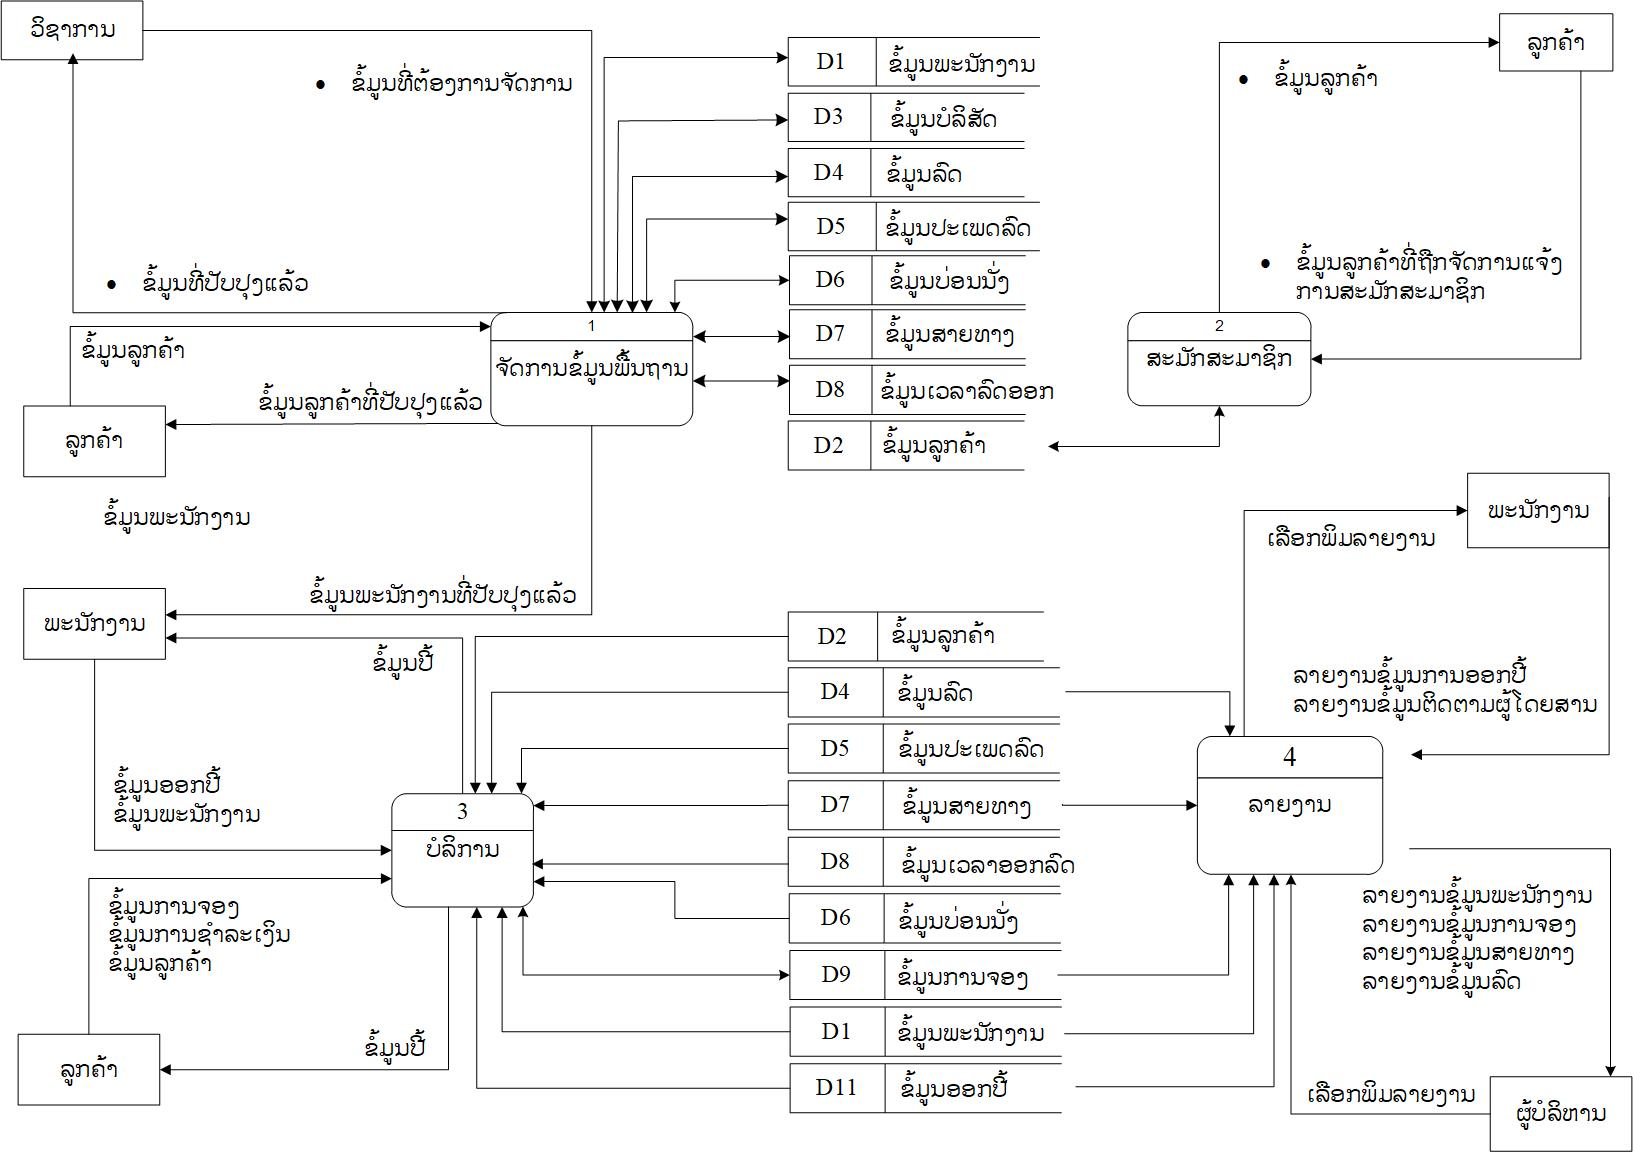 ວິຊາການ
• ຂໍ້ມູນທີ່ຕ້ອງການຈັດການ
• ຂໍ້ມູນທີ່ປັບປຸງແລ້ວ
D1 ຂໍ້ມູນພະນັກງານ
D3 ຂໍ້ມູນບໍລິສັດ
D4 ຂໍ້ມູນລົດ
D5 ຂໍ້ມູນປະເພດລົດ
D6 ຂໍ້ມູນບ່ອນນັ່ງ
D7 ຂໍ້ມູນສາຍທາງ
D8 ຂໍ້ມູນເວລາລົດອອກ
D2 ຂໍ້ມູນລູກຄ້າ
ລູກຄ້າ
• ຂໍ້ມູນລູກຄ້າ
• ຂໍ້ມູນລູກຄ້າທີ່ຖືກຈັດການແຈ້ງ
ການສະມັກສະມາຊິກ
2
ສະມັກສະມາຊິກ
1
ຈັດການຂໍ້ມູນພື້ນຖານ
ຂໍ້ມູນລູກຄ້າ
ຂໍ້ມູນລູກຄ້າທີ່ປັບປຸງແລ້ວ
ລູກຄ້າ
ຂໍ້ມູນພະນັກງານ
ຂໍ້ມູນພະນັກງານທີ່ປັບປຸງແລ້ວ
ພະນັກງານ
ຂໍ້ມູນປີ້
ຂໍ້ມູນອອກປີ້
ຂໍ້ມູນພະນັກງານ
3
ບໍລິການ
ຂໍ້ມູນການຈອງ
ຂໍ້ມູນການຊຳລະເງິນ
ຂໍ້ມູນລູກຄ້າ
ຂໍ້ມູນປີ້
ລູກຄ້າ
D2 ຂໍ້ມູນລູກຄ້າ
D4 ຂໍ້ມູນລົດ
D5 ຂໍ້ມູນປະເພດລົດ
D7 ຂໍ້ມູນສາຍທາງ
D8 ຂໍ້ມູນເວລາອອກລົດ
D6 ຂໍ້ມູນບ່ອນນັ່ງ
D9 ຂໍ້ມູນການຈອງ
D1 ຂໍ້ມູນພະນັກງານ
D11 ຂໍ້ມູນອອກປີ້
ພະນັກງານ
ເລືອກພິມລາຍງານ
ລາຍງານຂໍ້ມູນການອອກປີ້
ລາຍງານຂໍ້ມູນຕິດຕາມຜູ້ໂດຍສານ
4
ລາຍງານ
ລາຍງານຂໍ້ມູນພະນັກງານ
ລາຍງານຂໍ້ມູນການຈອງ
ລາຍງານຂໍ້ມູນສາຍທາງ
ລາຍງານຂໍ້ມູນລົດ
ເລືອກພິມລາຍງານ
ຜູ້ບໍລິຫານ